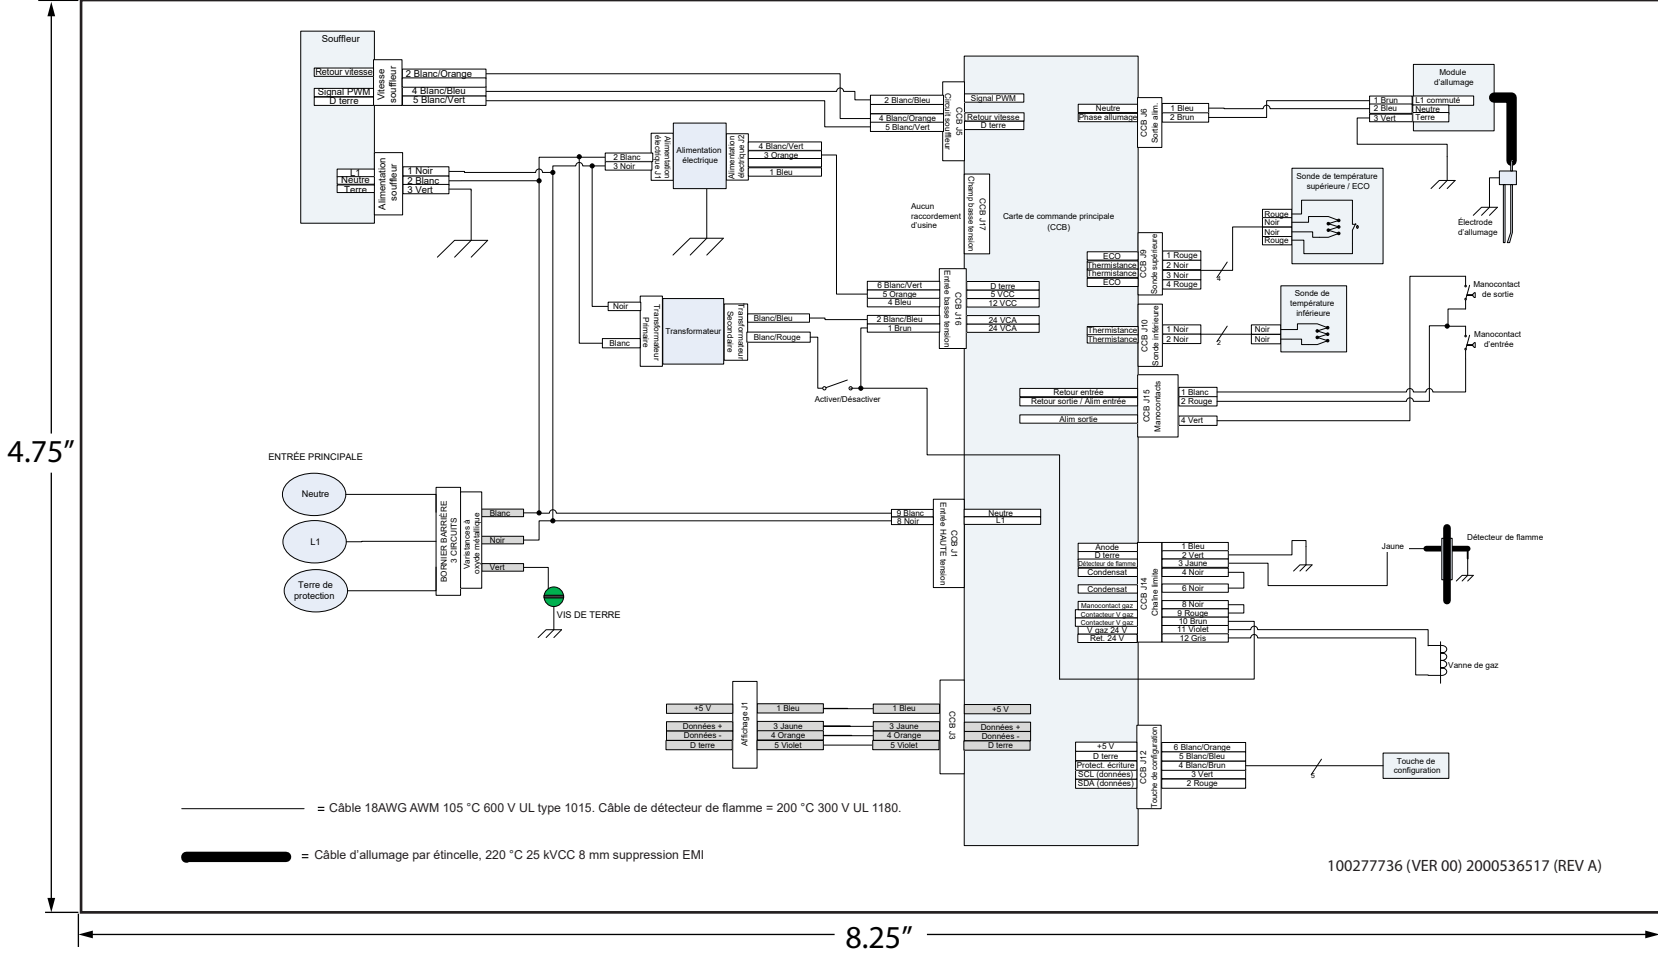 4.75"
8.25"
Souffleur
Retour vitesse
Signal PWM
D terre
Vitesse
souffleur
2 Blanc/Orange
4 Blanc/Bleu
5 Blanc/Vert
L1
Neutre
Terre
Alimentation
souffleur
1 Noir
2 Blanc
3 Vert
2 Blanc
3 Noir
Alimentation
électrique J1
Alimentation
électrique
Alimentation
4 Blanc/Vert
3 Orange
1 Bleu
Noir
Blanc
Transformateur
Primaire
Transformateur
Transformateur
Secondaire
Blanc/Bleu
Blanc/Rouge
Activer/Désactiver
2 Blanc/Bleu
4 Blanc/Orange
5 Blanc/Vert
CCB J5
Circuit souffleur
Signal PWM
Retour vitesse
D terre
Aucun
raccordement
d'usine
CCB J17
Champ basse tension
Carte de commande principale
(CCB)
6 Blanc/Vert
5 Orange
4 Bleu
2 Blanc/Bleu
1 Brun
CCB J16
Entrée basse tension
D terre
5 VCC
12 VCC
24 VCA
24 VCA
ENTRÉE PRINCIPALE
Neutre
L1
Terre de
protection
BORNIER BARRIÈRE
3 CIRCUITS
Varistances à
oxyde métallique
Blanc
Noir
Vert
VIS DE TERRE
9 Blanc
8 Noir
CCB J1
Entrée HAUTE tension
Neutre
L1
+5 V
Données +
Données -
D terre
Affichage J1
1 Bleu
3 Jaune
4 Orange
5 Violet
1 Bleu
3 Jaune
4 Orange
5 Violet
CCB J3
+5 V
Données +
Données -
D terre
Neutre
Phase allumage
CCB J6
Sortie alim.
1 Bleu
2 Brun
Module
d'allumage
1 Brun
2 Bleu
3 Vert
L1 commuté
Neutre
Terre
Électrode
d'allumage
Sonde de température
supérieure / ECO
Rouge
Noir
Noir
Rouge
ECO
Thermistance
Thermistance
ECO
CCB J9
Sonde supérieure
1 Rouge
2 Noir
3 Noir
4 Rouge
4
Sonde de
température
inférieure
Noir
Noir
Thermistance
Thermistance
CCB J10
Sonde inférieure
1 Noir
2 Noir
2
Manocontact
de sortie
Manocontact
d'entrée
Retour entrée
Retour sortie / Alim entrée
Alim sortie
CCB J15
Manocontacts
1 Blanc
2 Rouge
4 Vert
Anode
D terre
Détecteur de flamme
Condensat
Condensat
Manocontact gaz
Contacteur V gaz
Contacteur V gaz
V gaz 24 V
Ret. 24 V
CCB J14
Chaîne limite
1 Bleu
2 Vert
3 Jaune
4 Noir
6 Noir
8 Noir
9 Rouge
10 Brun
11 Violet
12 Gris
Jaune
Détecteur de flamme
Vanne de gaz
+5 V
D terre
Protect. écriture
SCL (données)
SDA (données)
CCB J12
Touche de configuration
6 Blanc/Orange
5 Blanc/Bleu
4 Blanc/Brun
3 Vert
2 Rouge
5
Touche de
configuration
= Câble 18AWG AWM 105 °C 600 V UL type 1015. Câble de détecteur de flamme = 200 °C 300 V UL 1180.
= Câble d'allumage par étincelle, 220 °C 25 kVCC 8 mm suppression EMI
100277736 (VER 00) 2000536517 (REV A)